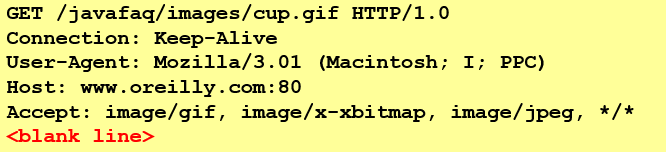 GET /javafaq/images/cup.gif HTTP/1.0
Connection: Keep-Alive
User-Agent: Mozilla/3.01 (Macintosh; I; PPC)
Host: www.oreilly.com:80
Accept: image/gif, image/x-xbitmap, image/jpeg, */*
<blank line>